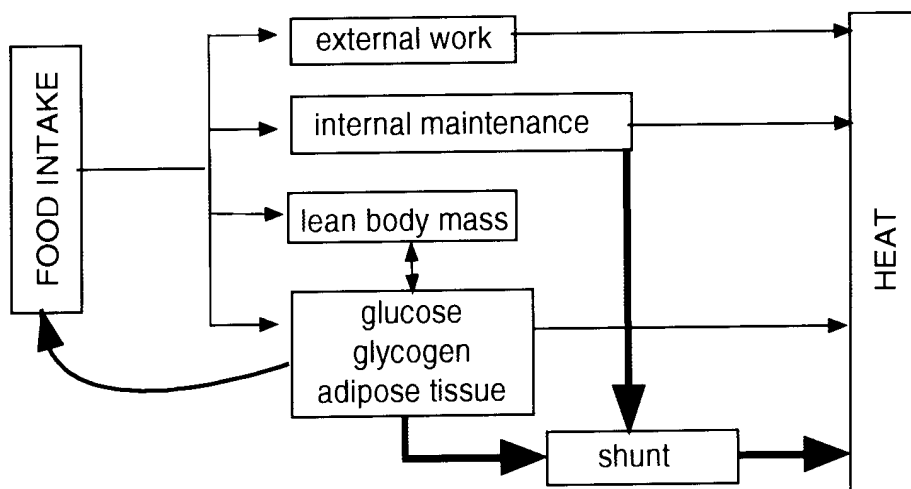 FOOD INTAKE
external work
internal maintenance
lean body mass
glucose
glycogen
adipose tissue
shunt
HEAT